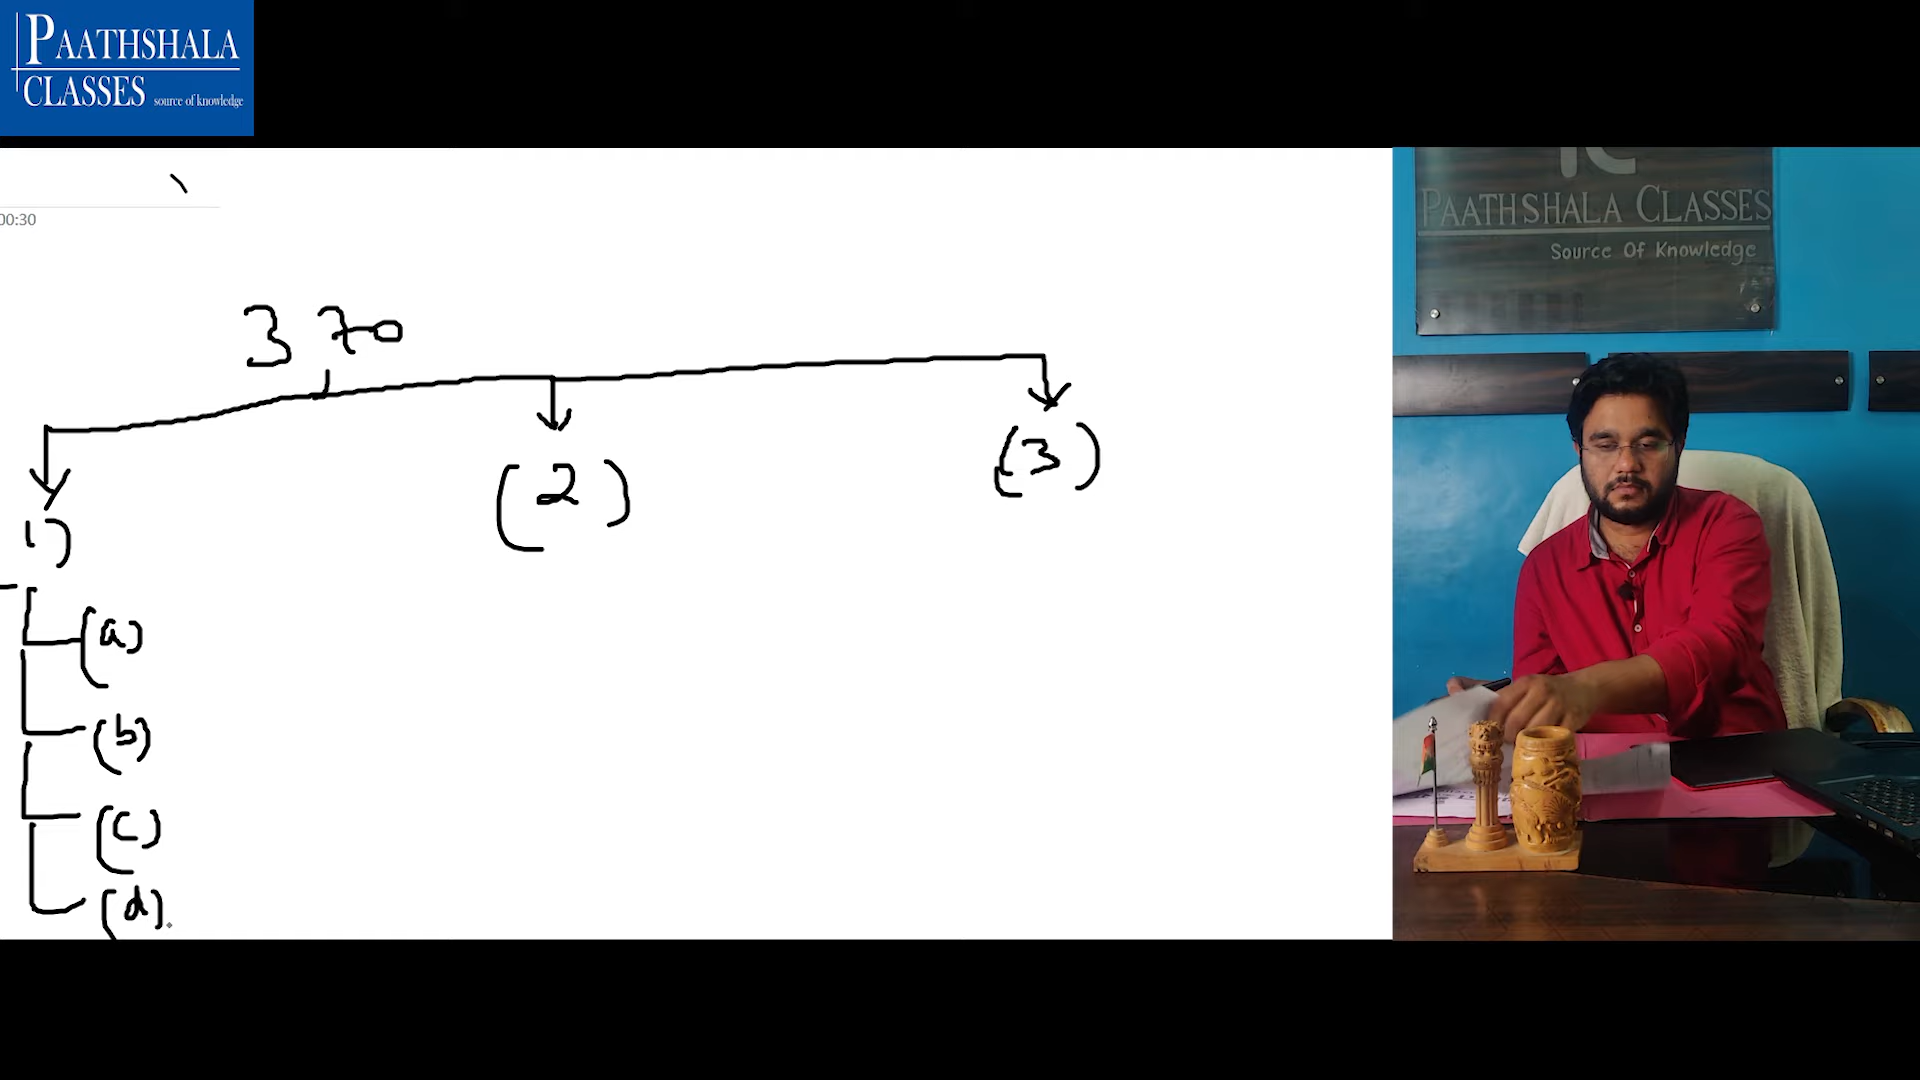 PAATHSHALA
CLASSES source of knowledge
00:30
370
1)
(2)
(3)
(a)
(b)
(c)
(d).
PAATHSHALA CLASSES
Source Of Knowledge